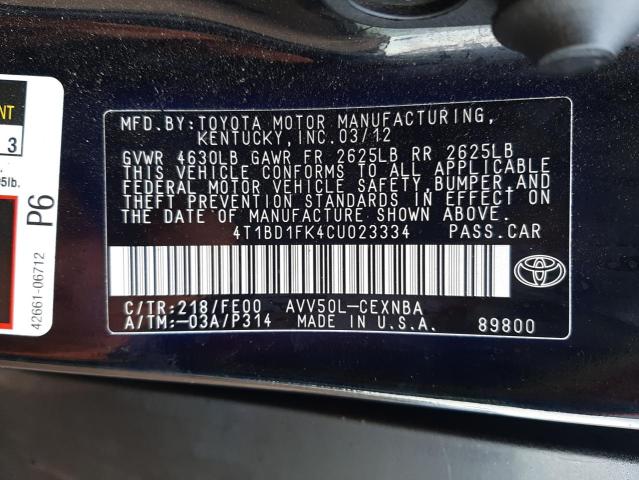 MFD.BY:TOYOTA MOTOR MANUFACTURING,
KENTUCKY,INC.03/12
GVWR 4630LB GAWR FR 2625LB RR 2625LB
THIS VEHICLE CONFORMS TO ALL APPLICABLE
FEDERAL MOTOR VEHICLE SAFETY,BUMPER,AND
THEFT PREVENTION STANDARDS IN EFFECT ON
THE DATE OF MANUFACTURE SHOWN ABOVE.
4T1BD1FK4CU023334 PASS.CAR
C/TR:218/FE00 AVV50L-CEXNBA
A/TM:-03A/P314 MADE IN U.S.A. 89800
3
5lb.
P6
42661-06712